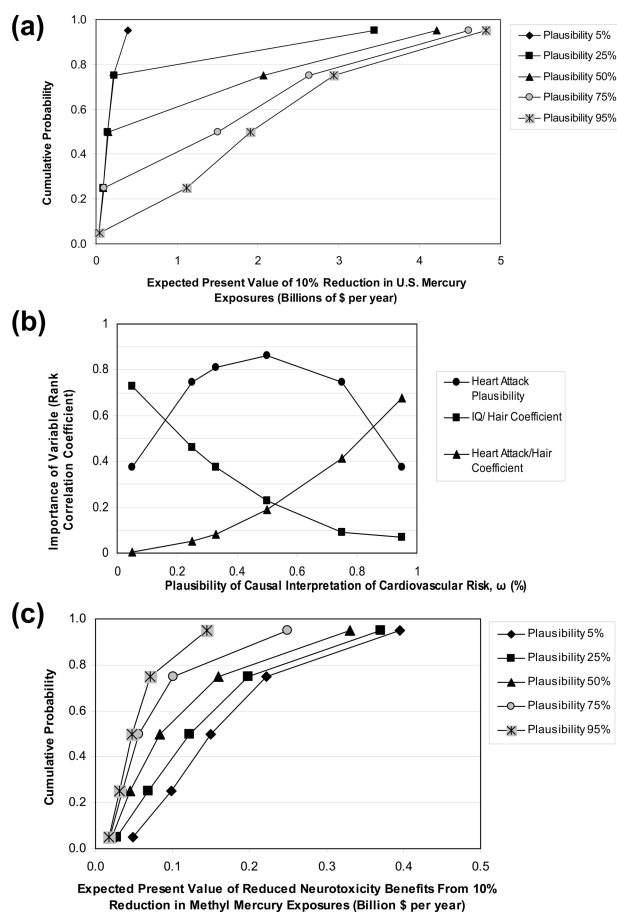 (a)
1.0
0.8
0.6
0.4
0.2
0.0
Cumulative Probability
0 1 2 3 4 5
Expected Present Value of 10% Reduction in U.S. Mercury
Exposures (Billions of $ per year)
Plausibility 5%
Plausibility 25%
Plausibility 50%
Plausibility 75%
Plausibility 95%
(b)
1
0.8
0.6
0.4
0.2
0
Importance of Variable (Rank
Correlation Coefficient)
0 0.2 0.4 0.6 0.8 1
Plausibility of Causal Interpretation of Cardiovascular Risk, ω (%)
Heart Attack
Plausibility
IQ/ Hair Coefficient
Heart Attack/Hair
Coefficient
(c)
1.0
0.8
0.6
0.4
0.2
0.0
Cumulative Probability
0.0 0.1 0.2 0.3 0.4 0.5
Expected Present Value of Reduced Neurotoxicity Benefits From 10%
Reduction in Methyl Mercury Exposures (Billion $ per year)
Plausibility 5%
Plausibility 25%
Plausibility 50%
Plausibility 75%
Plausibility 95%